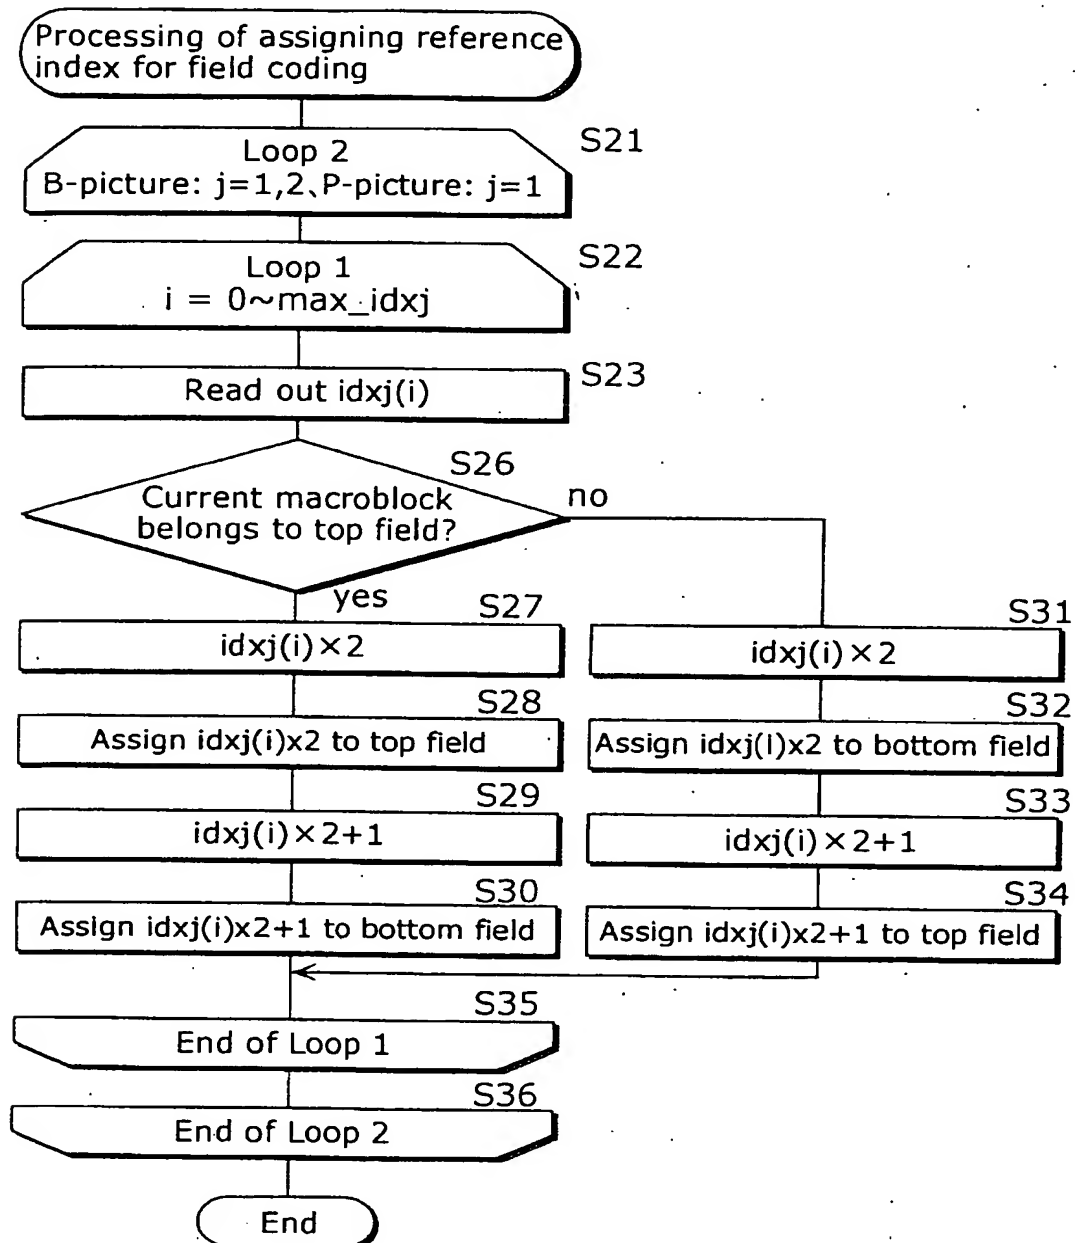 Processing of assigning reference
index for field coding
S21
Loop 2
B-picture: j=1,2、P-picture: j=1
S22
Loop 1
i = 0~max_idxj
S23
Read out idxj(i)
S26
Current macroblock
belongs to top field?
no
yes
S27
idxj(i)×2
S28
Assign idxj(i)x2 to top field
S29
idxj(i)×2+1
S30
Assign idxj(i)x2+1 to bottom field
S31
idxj(i)×2
S32
Assign idxj(i)x2 to bottom field
S33
idxj(i)×2+1
S34
Assign idxj(i)x2+1 to top field
S35
End of Loop 1
S36
End of Loop 2
End